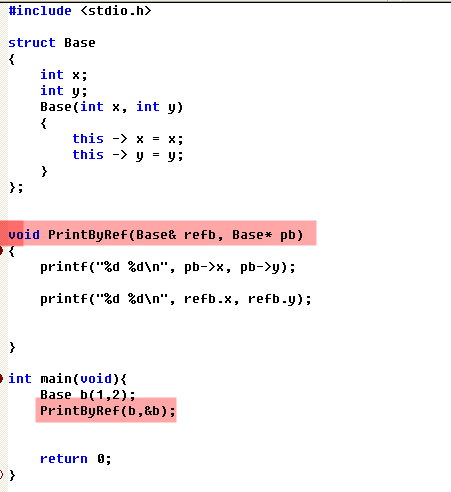 #include <stdio.h>
struct Base
{
    int x;
    int y;
    Base(int x, int y)
    {
        this -> x = x;
        this -> y = y;
    }
};
void PrintByRef(Base& refb, Base* pb)
{
    printf("%d %d\n", pb->x, pb->y);
    printf("%d %d\n", refb.x, refb.y);
}
int main(void){
    Base b(1,2);
    PrintByRef(b,&b);
    return 0;
}